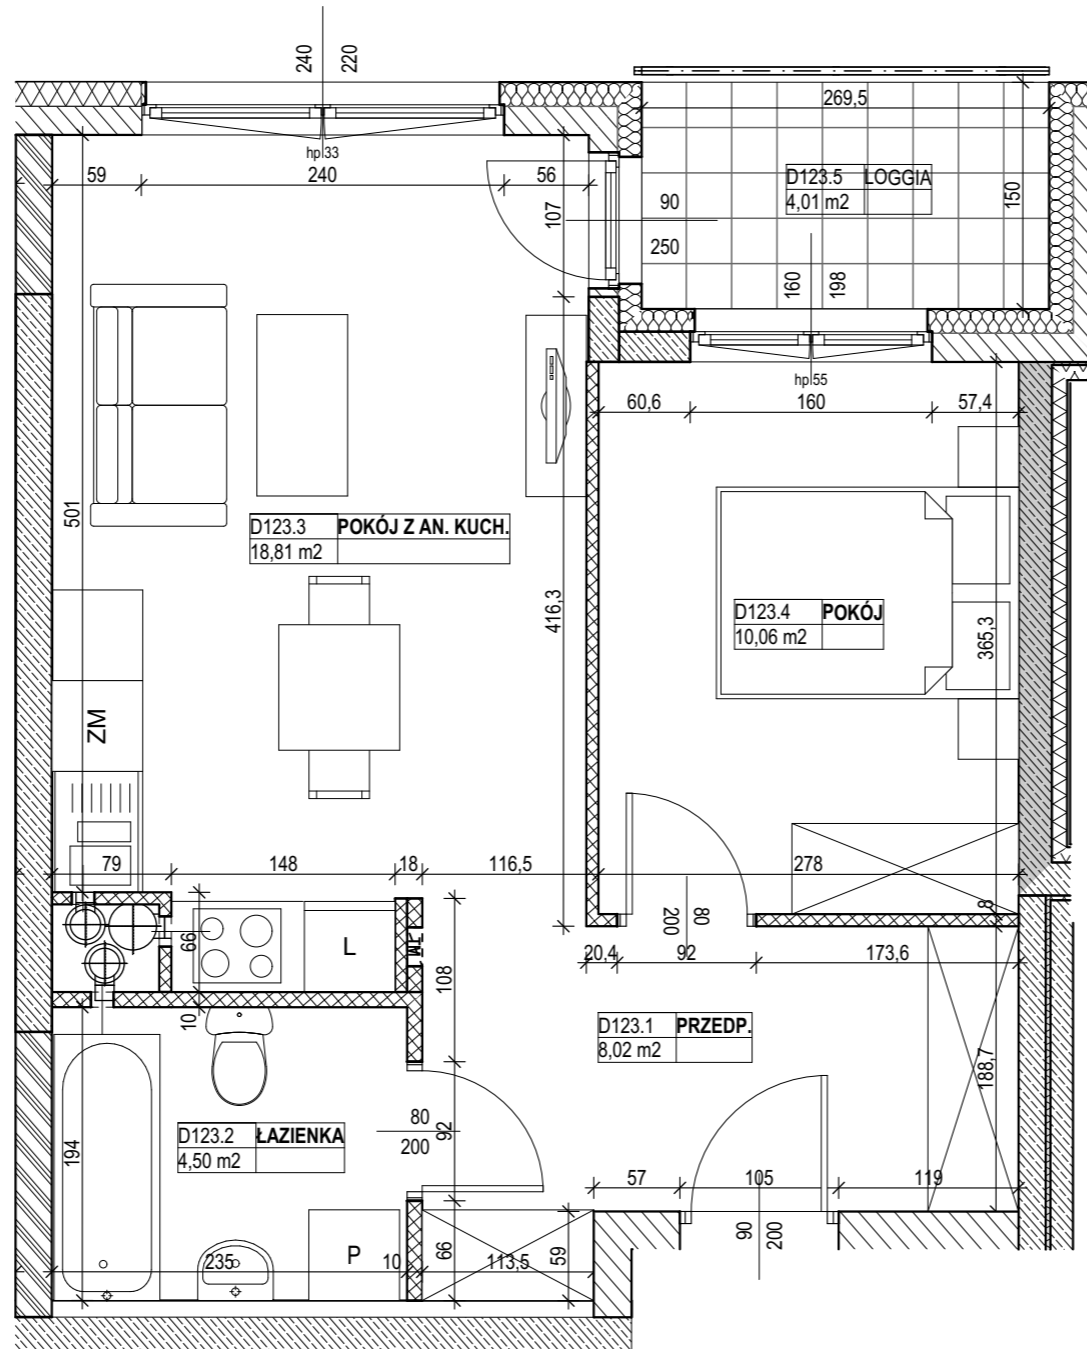 240
220
269,5
hp 33
59
240
56
D123.5 LOGGIA
4,01 m2
150
107
90
250
160
198
hp 55
60,6
160
57,4
501
D123.3 POKÓJ Z AN. KUCH.
18,81 m2
416,3
D123.4 POKÓJ
10,06 m2
365,3
ZM
79
148
18
116,5
278
80
200
8
66
L
TM
20,4
92
173,6
108
10
D123.1 PRZEDP.
8,02 m2
188,7
194
D123.2 ŁAZIENKA
4,50 m2
80
200
92
57
105
119
90
200
P
66
59
235
10
113,5